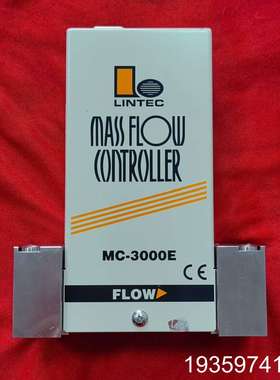 LINTEC
MASS FLOW
CONTROLLER
MC-3000E
CE
FLOW
19359741